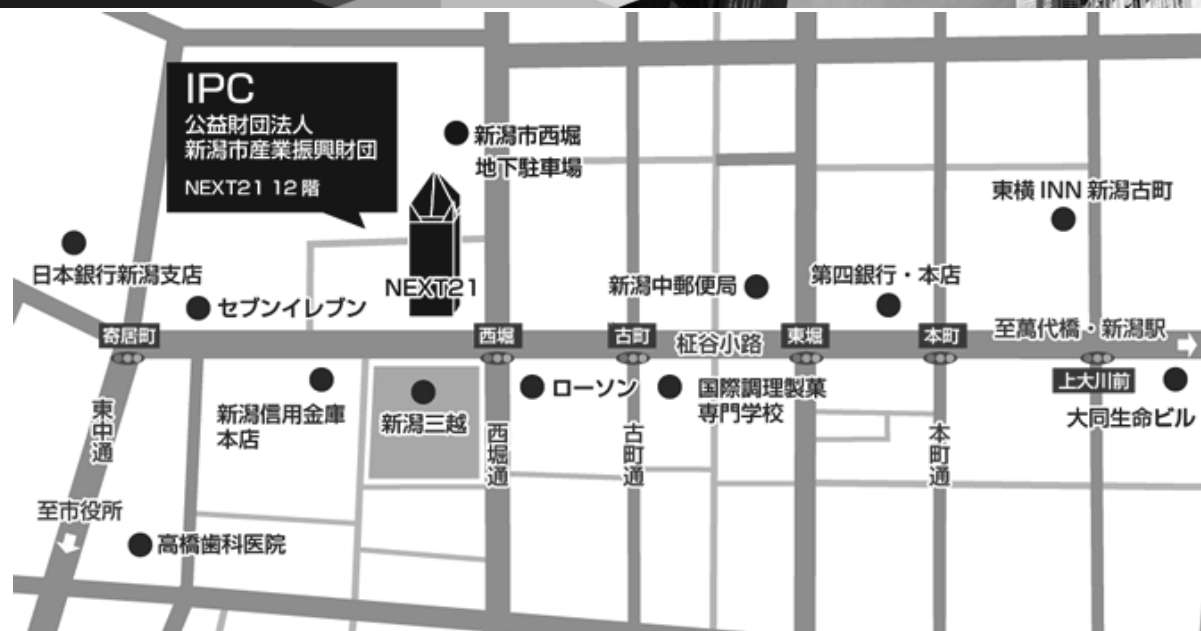 IPC
公益財団法人
新潟市産業振興財団
NEXT21 12階
新潟市西堀
地下駐車場
東横 INN 新潟古町
日本銀行新潟支店
セブンイレブン
NEXT21
新潟中郵便局
第四銀行・本店
寄居町
西堀
古町
柾谷小路
東堀
本町
至萬代橋・新潟駅
上大川前
新潟信用金庫
本店
新潟三越
ローソン
国際調理製菓
専門学校
大同生命ビル
東中通
西堀通
古町通
本町通
至市役所
高橋歯科医院